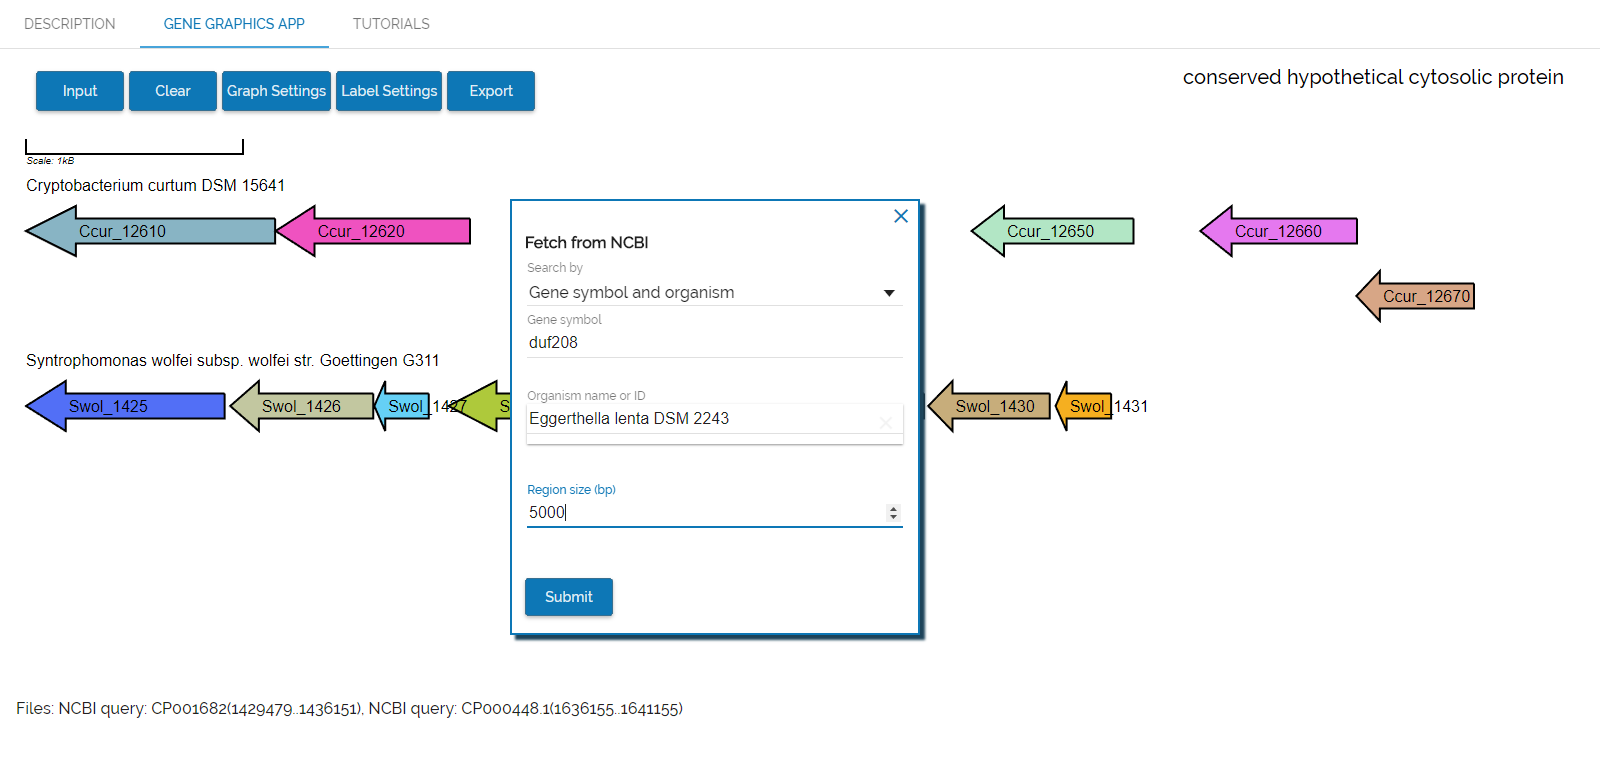 DESCRIPTION GENE GRAPHICS APP TUTORIALS
Input Clear Graph Settings Label Settings Export
conserved hypothetical cytosolic protein
Scale: 1kB
Cryptobacterium curtum DSM 15641
Ccur_12610 Ccur_12620 Ccur_12650 Ccur_12660
Ccur_12670
Syntrophomonas wolfei subsp. wolfei str. Goettingen G311
Swol_1425 Swol_1426 Swol_1427 S Swol_1430 Swol_1431
Fetch from NCBI
Search by
Gene symbol and organism
Gene symbol
duf208
Organism name or ID
Eggerthella lenta DSM 2243
Region size (bp)
5000
Submit
Files: NCBI query: CP001682(1429479..1436151), NCBI query: CP000448.1(1636155..1641155)